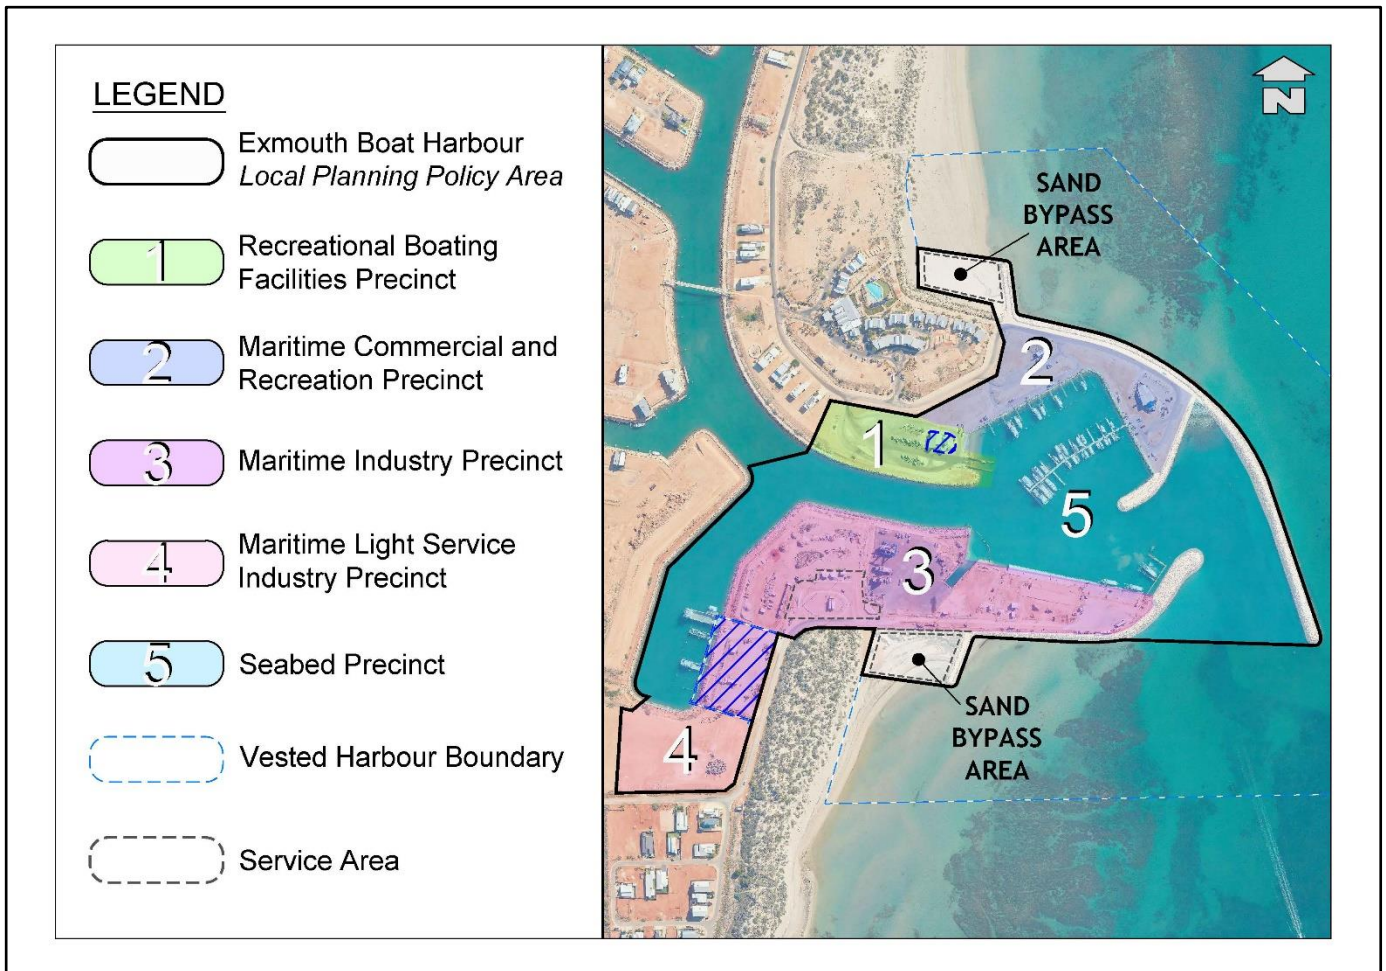 LEGEND
Exmouth Boat Harbour
Local Planning Policy Area
1
Recreational Boating
Facilities Precinct
2
Maritime Commercial and
Recreation Precinct
3
Maritime Industry Precinct
4
Maritime Light Service
Industry Precinct
5
Seabed Precinct
Vested Harbour Boundary
Service Area
N
SAND
BYPASS
AREA
2
1
5
3
4
SAND
BYPASS
AREA